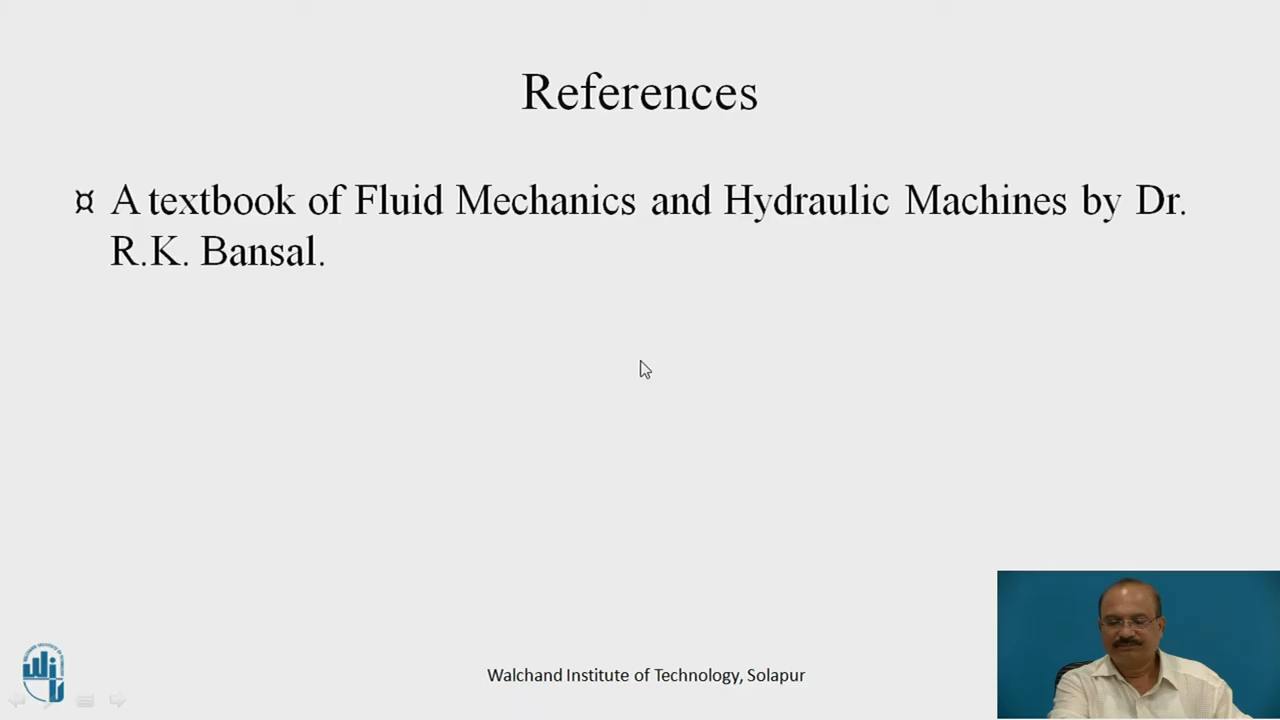 References
¤ A textbook of Fluid Mechanics and Hydraulic Machines by Dr.
R.K. Bansal.
Walchand Institute of Technology, Solapur